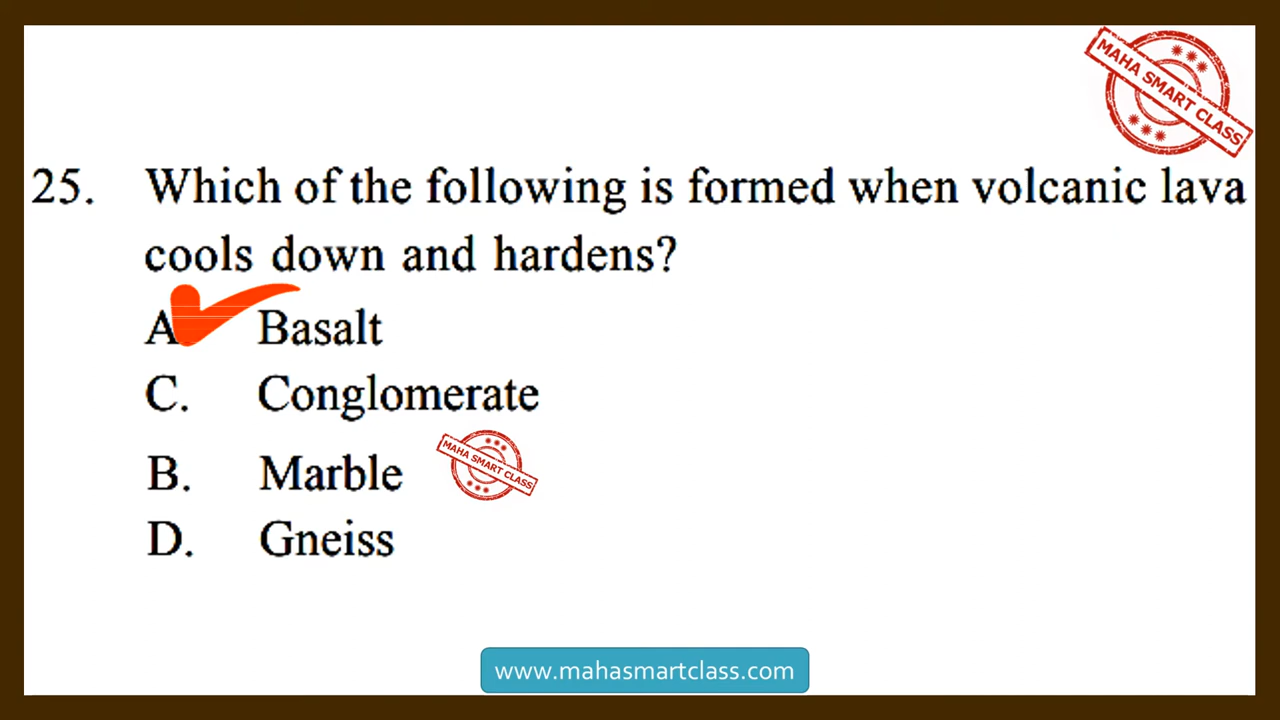 MAHA SMART CLASS
25. Which of the following is formed when volcanic lava
cools down and hardens?
A Basalt
C. Conglomerate
B. Marble
MAHA SMART CLASS
D. Gneiss
www.mahasmartclass.com